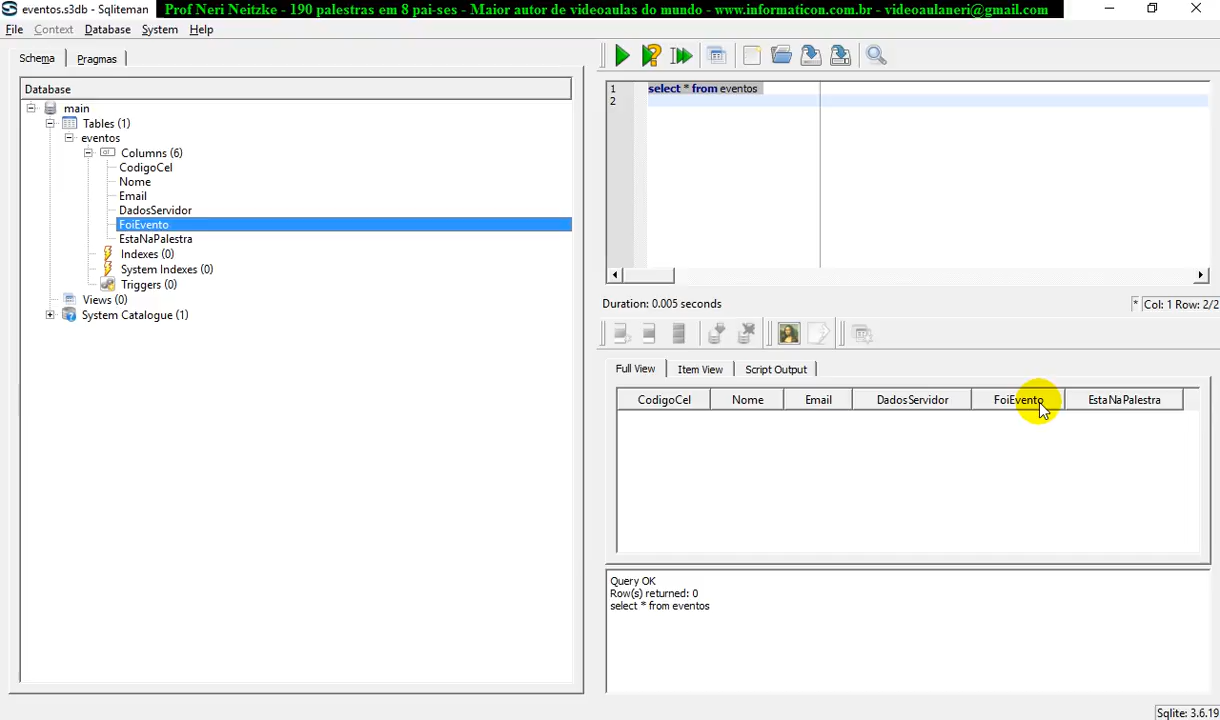 eventos.s3db - Sqliteman
Prof Neri Neitzke - 190 palestras em 8 pai-ses - Maior autor de videoaulas do mundo - www.informaticon.com.br - videoaulaneri@gmail.com
File Context Database System Help
Schema Pragmas
Database
main
Tables (1)
eventos
Columns (6)
CodigoCel
Nome
Email
DadosServidor
FoiEvento
EstaNaPalestra
Indexes (0)
System Indexes (0)
Triggers (0)
Views (0)
System Catalogue (1)
1 select * from eventos
2
Duration: 0.005 seconds
* Col: 1 Row: 2/2
Full View Item View Script Output
CodigoCel Nome Email DadosServidor FoiEvento EstaNaPalestra
Query OK
Row(s) returned: 0
select * from eventos
Sqlite: 3.6.19